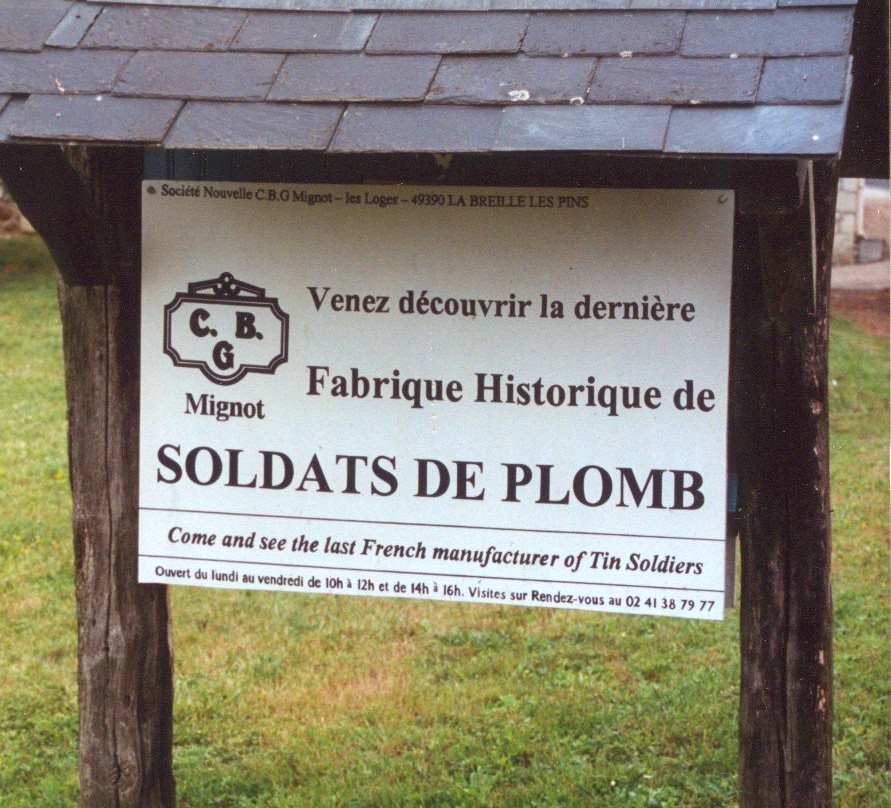 Société Nouvelle C.B.G Mignot – les Loges – 49390 LA BREILLE LES PINS
C. B.
G
Mignot
Venez découvrir la dernière
Fabrique Historique de
SOLDATS DE PLOMB
Come and see the last French manufacturer of Tin Soldiers
Ouvert du lundi au vendredi de 10h à 12h et de 14h à 16h. Visites sur Rendez-vous au 02 41 38 79 77